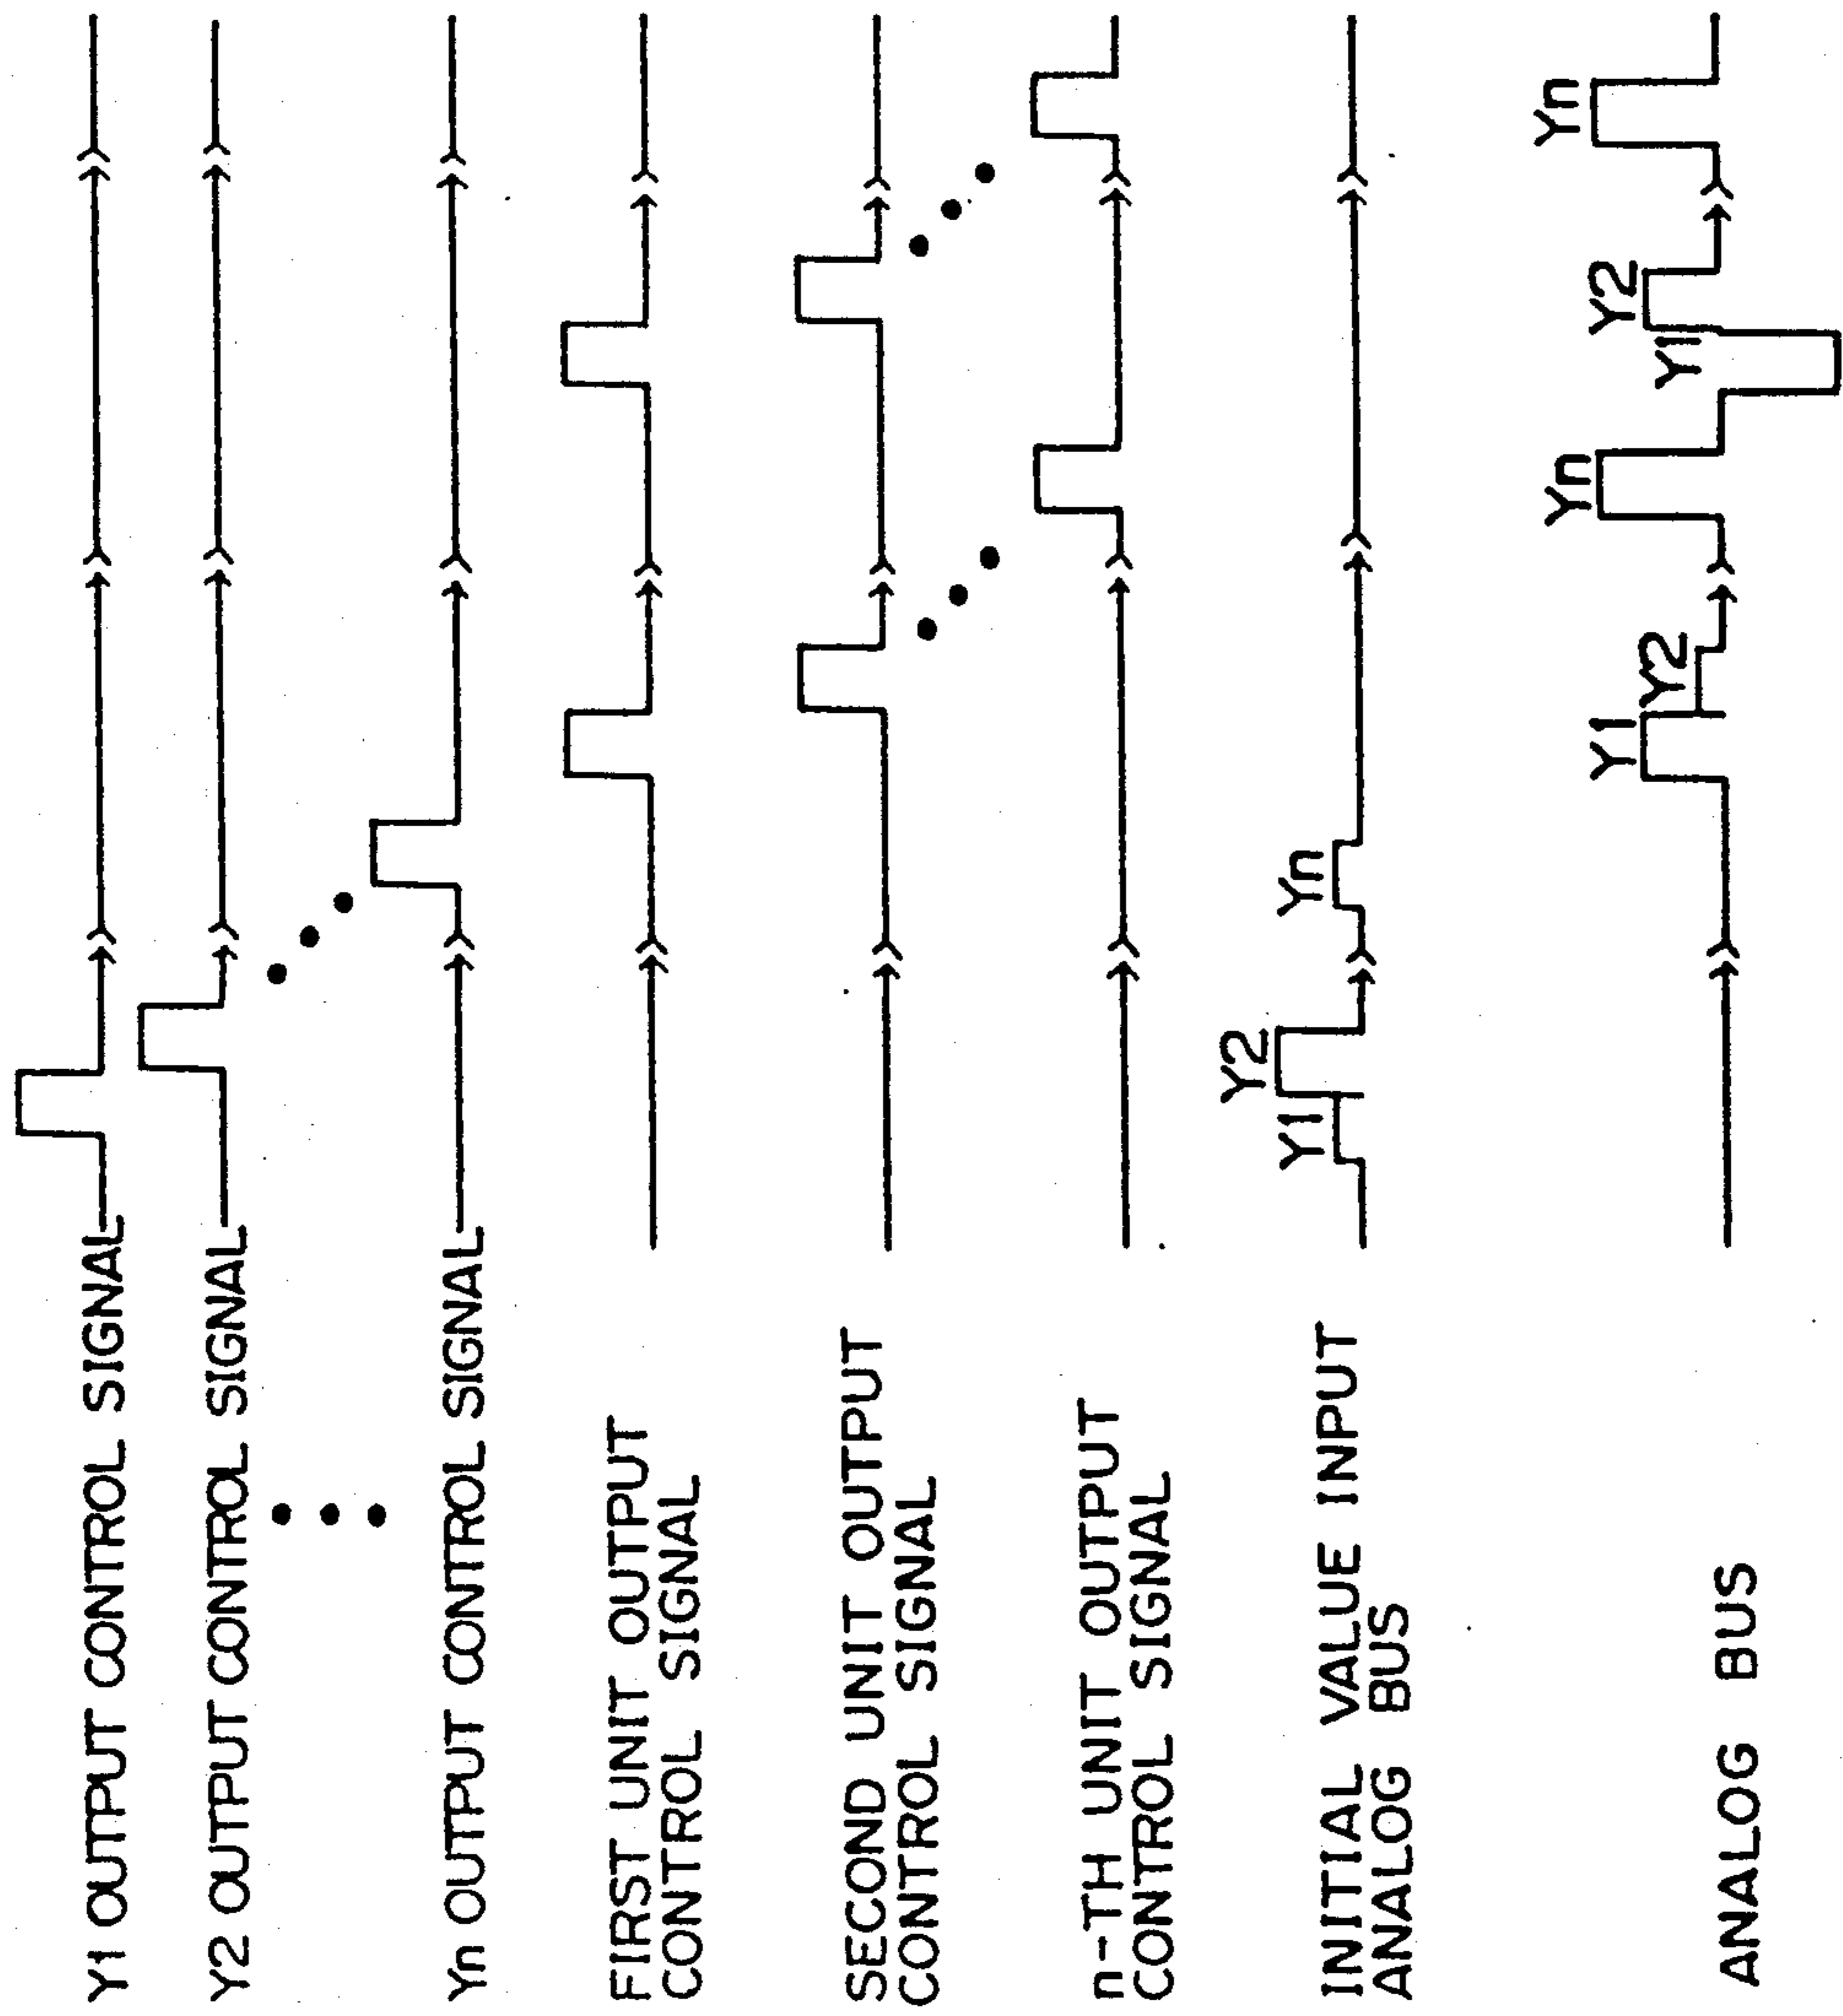 Y1 OUTPUT CONTROL SIGNAL
Y2 OUTPUT CONTROL SIGNAL
Yn OUTPUT CONTROL SIGNAL
FIRST UNIT OUTPUT
CONTROL SIGNAL
SECOND UNIT OUTPUT
CONTROL SIGNAL
n-TH UNIT OUTPUT
CONTROL SIGNAL
INITIAL VALUE INPUT
ANALOG BUS
Y1 Y2 Yn
ANALOG BUS
Y1 Y2 Yn Y1 Y2 Yn